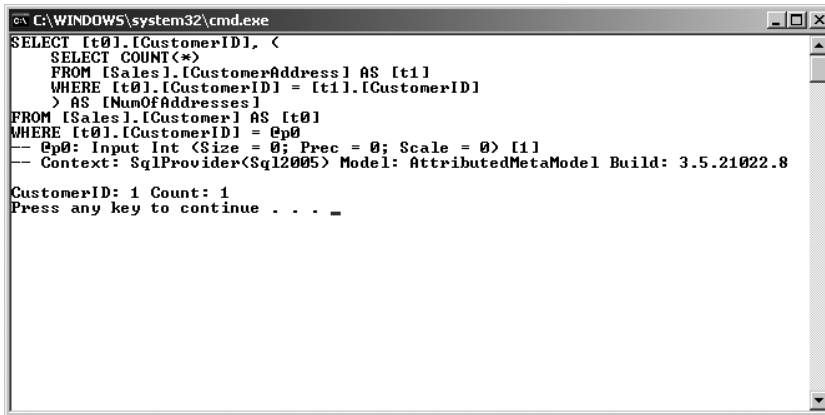 C:\WINDOWS\system32\cmd.exe
SELECT [t0].[CustomerID], (
    SELECT COUNT(*)
    FROM [Sales].[CustomerAddress] AS [t1]
    WHERE [t0].[CustomerID] = [t1].[CustomerID]
    ) AS [NumOfAddresses]
FROM [Sales].[Customer] AS [t0]
WHERE [t0].[CustomerID] = @p0
-- @p0: Input Int (Size = 0; Prec = 0; Scale = 0) [1]
-- Context: SqlProvider(Sql2005) Model: AttributedMetaModel Build: 3.5.21022.8

CustomerID: 1 Count: 1
Press any key to continue . . . _